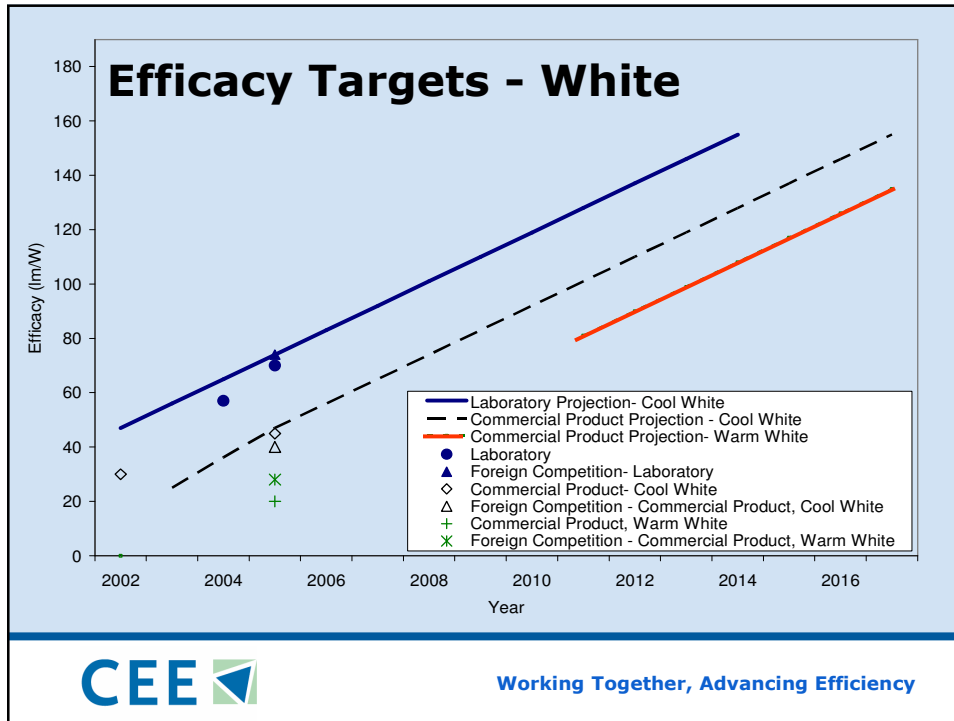 Efficacy Targets - White
180
160
140
120
100
80
60
40
20
0
Efficacy (lm/W)
2002 2004 2006 2008 2010 2012 2014 2016
Year
Laboratory Projection- Cool White
Commercial Product Projection - Cool White
Commercial Product Projection- Warm White
Laboratory
Foreign Competition- Laboratory
Commercial Product- Cool White
Foreign Competition - Commercial Product, Cool White
Commercial Product, Warm White
Foreign Competition - Commercial Product, Warm White
CEE
Working Together, Advancing Efficiency